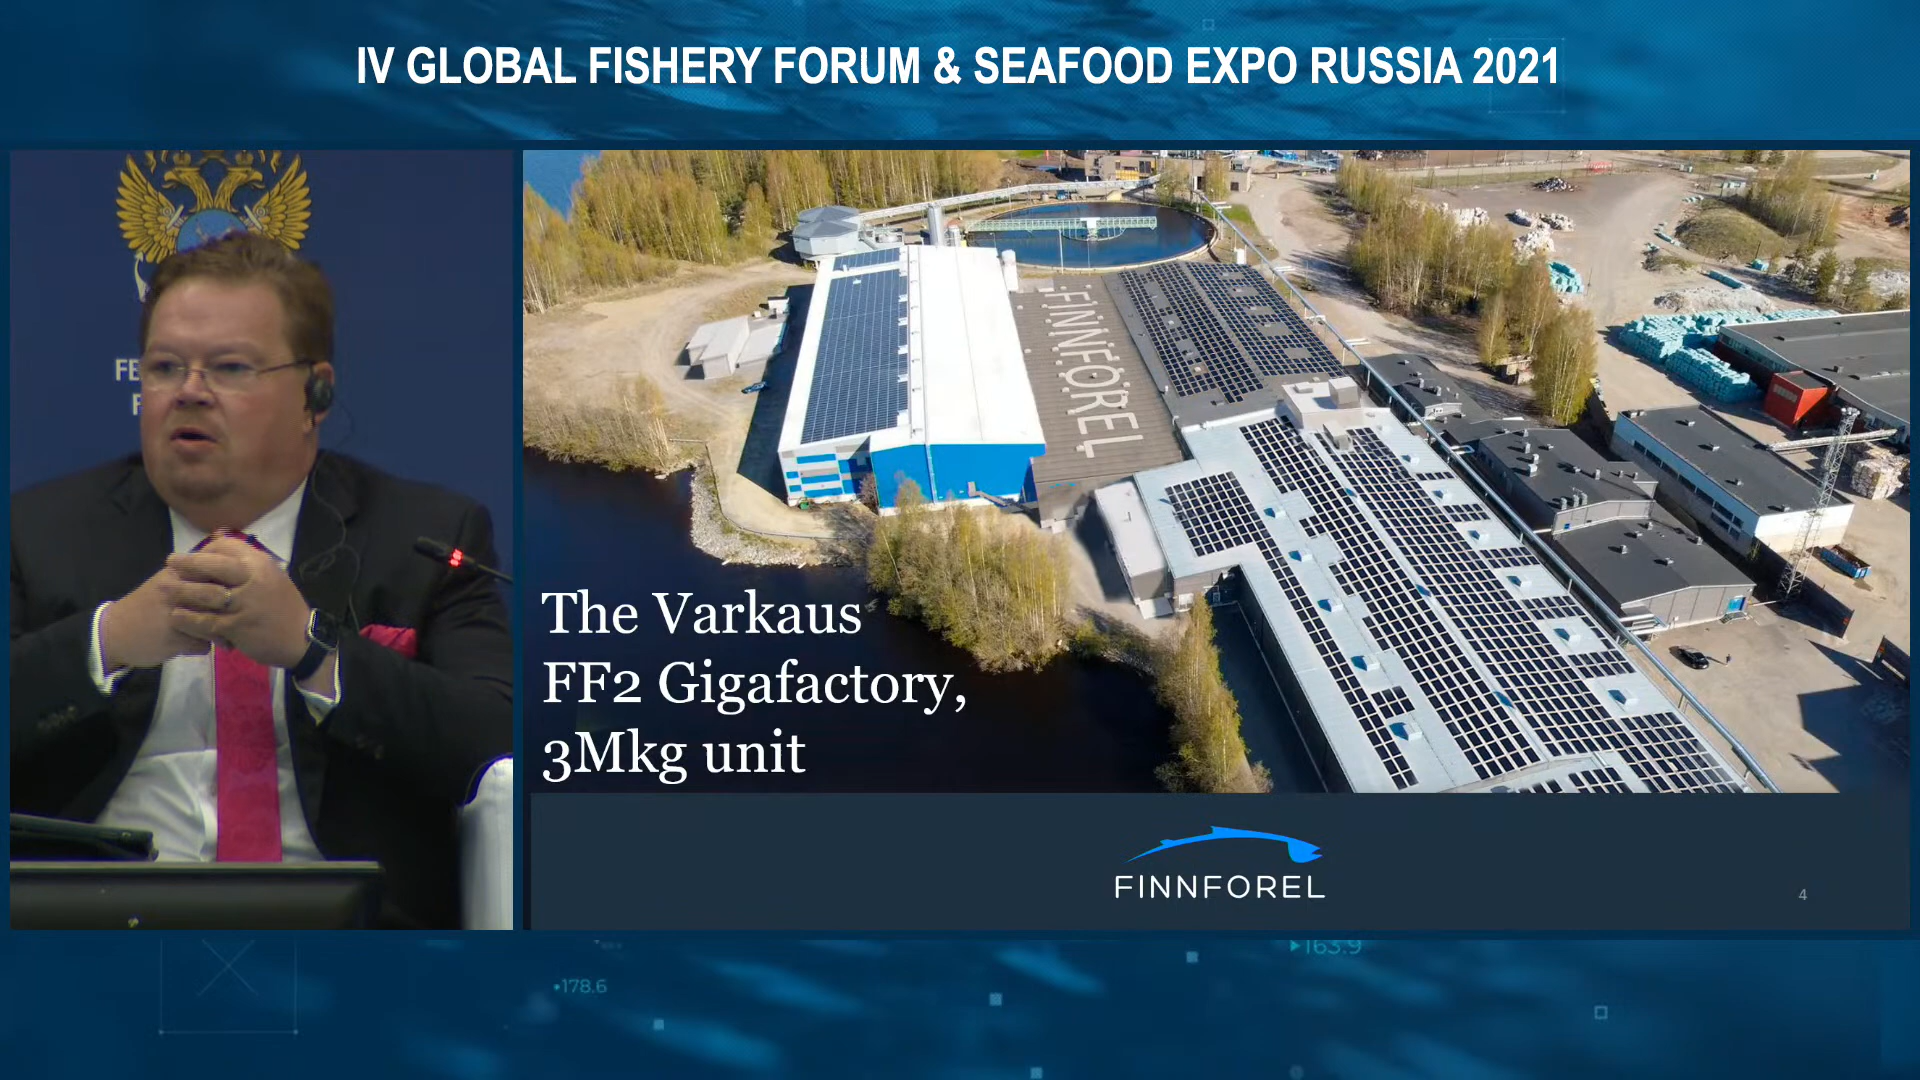 IV GLOBAL FISHERY FORUM & SEAFOOD EXPO RUSSIA 2021
FINNFOREL
The Varkaus
FF2 Gigafactory,
3Mkg unit
FINNFOREL
4
163.9
178.6